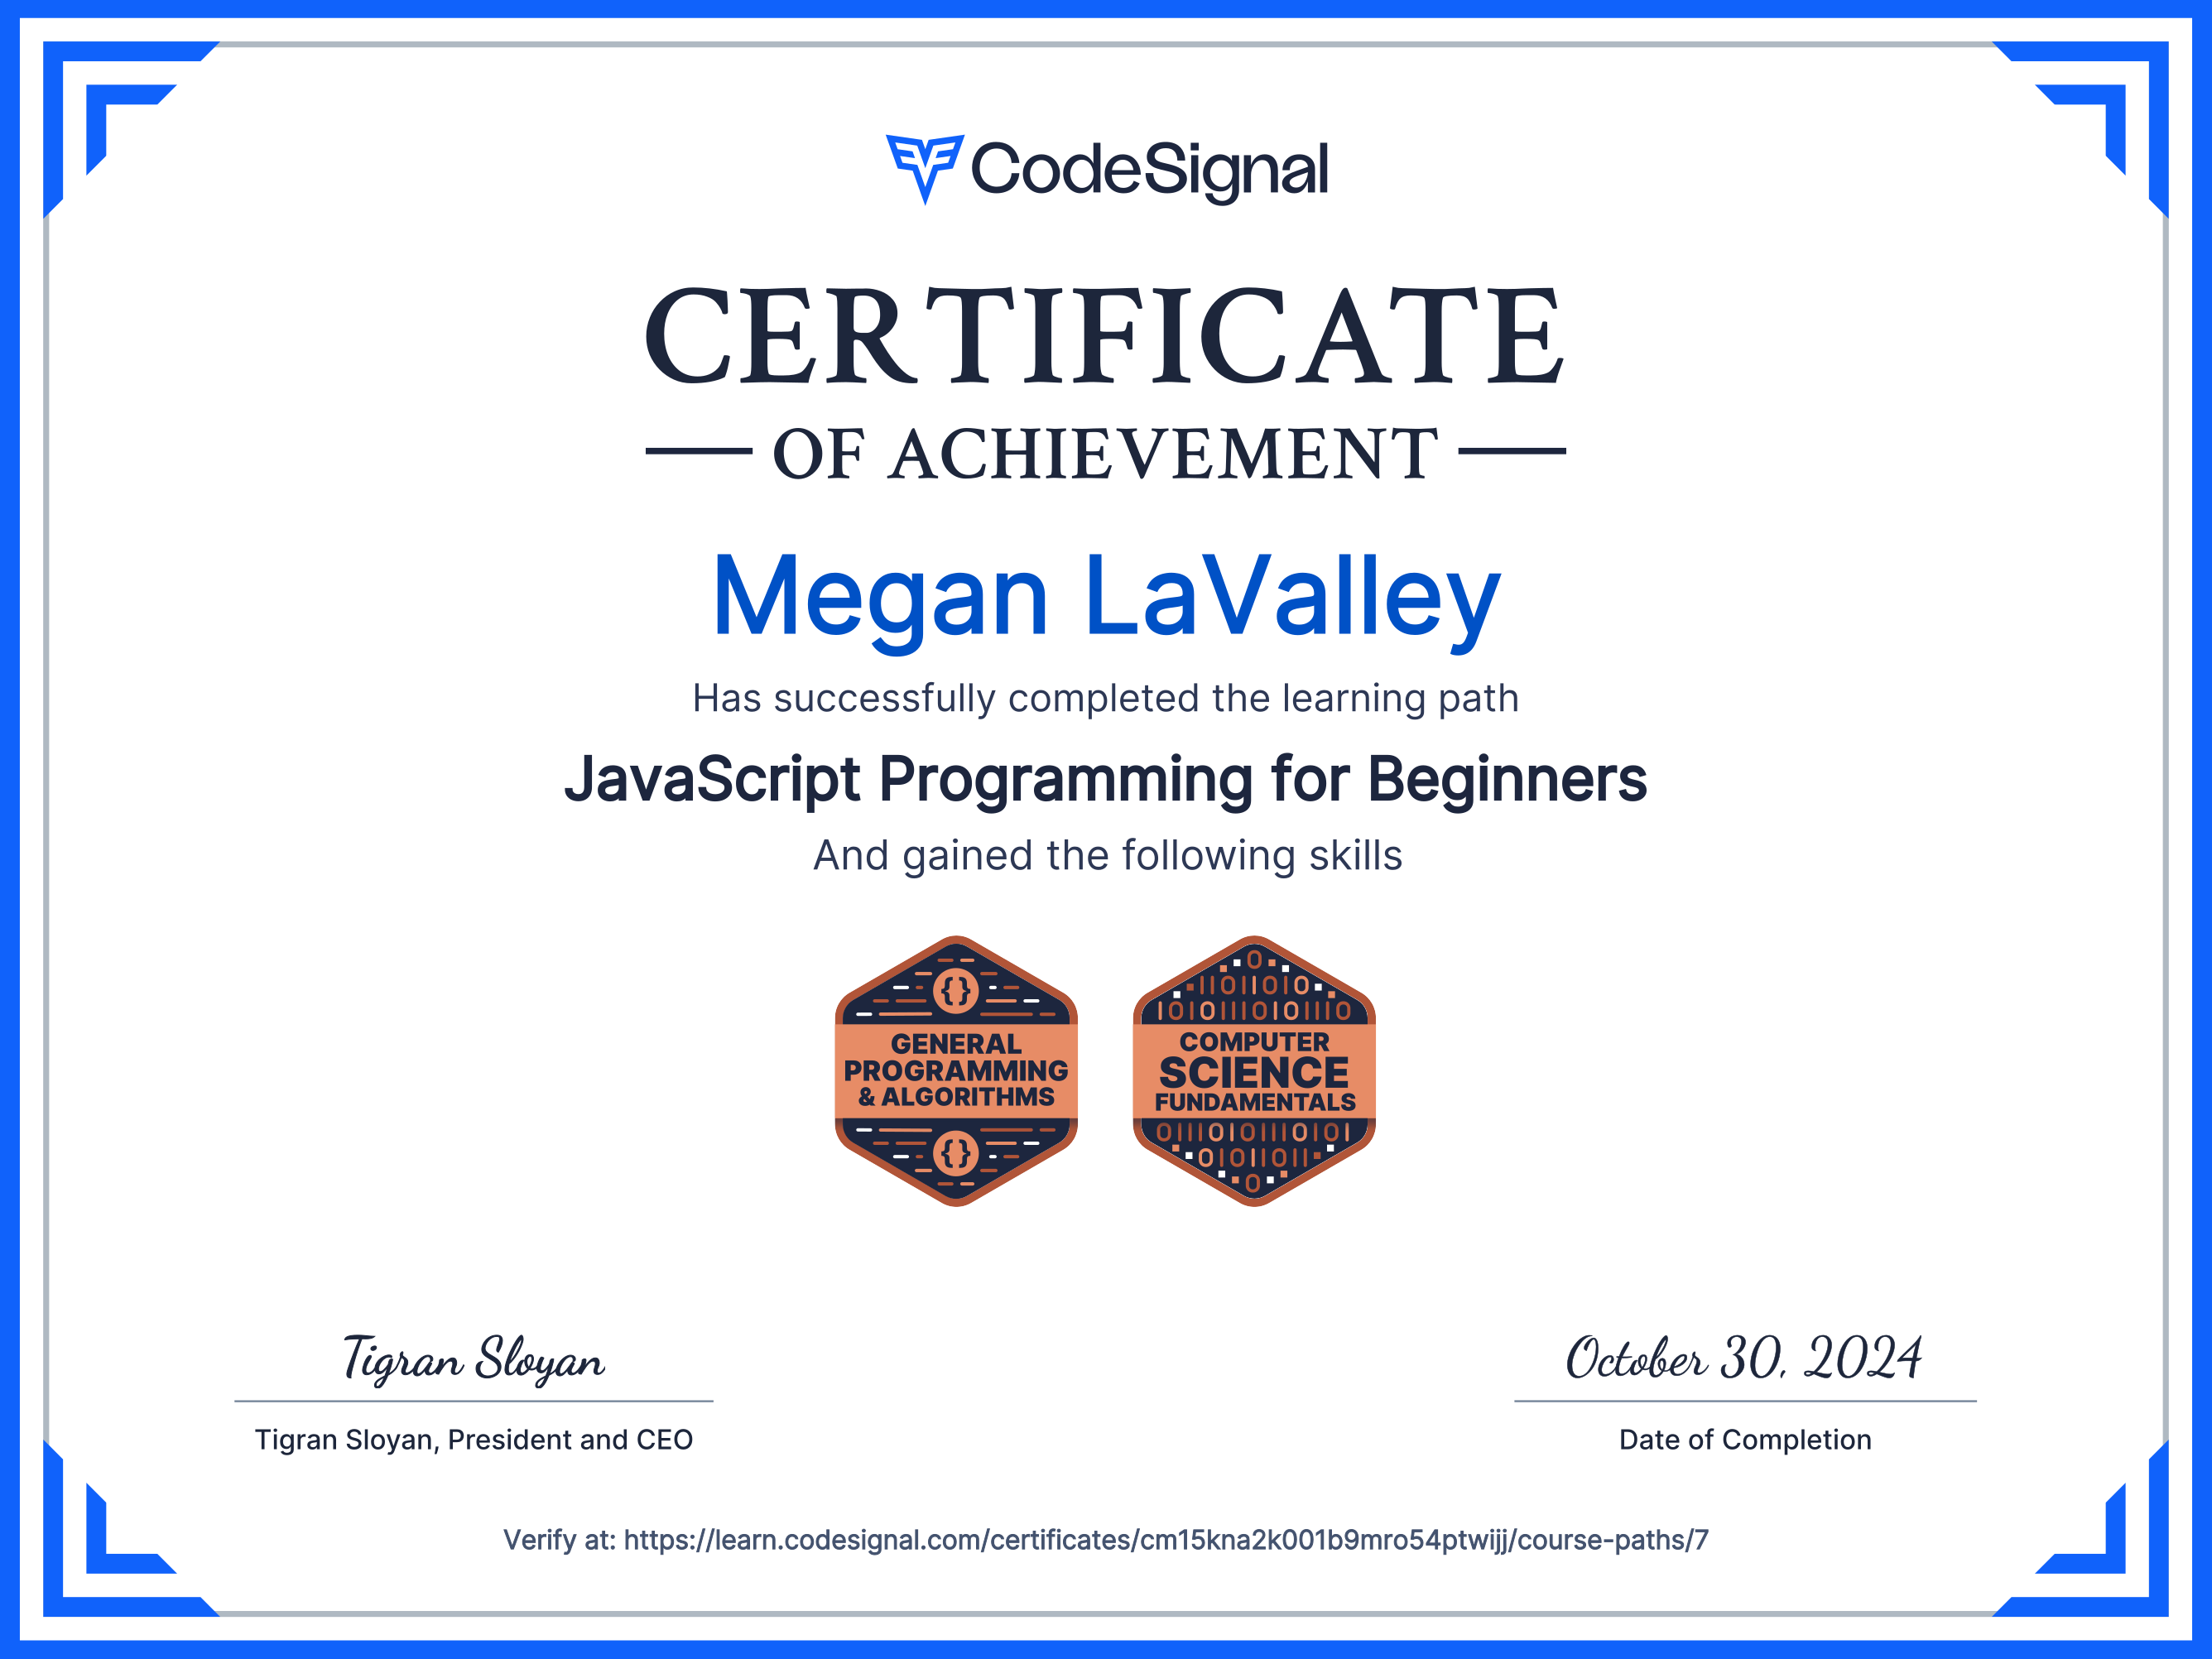 CodeSignal
CERTIFICATE
OF ACHIEVEMENT
Megan LaValley
Has successfully completed the learning path
JavaScript Programming for Beginners
And gained the following skills
{}
GENERAL
PROGRAMMING
& ALGORITHMS
{}
COMPUTER
SCIENCE
FUNDAMENTALS
Tigran Sloyan
Tigran Sloyan, President and CEO
October 30, 2024
Date of Completion
Verify at: https://learn.codesignal.com/certificates/cm15kna2k001b9mro54ptwijj/course-paths/7